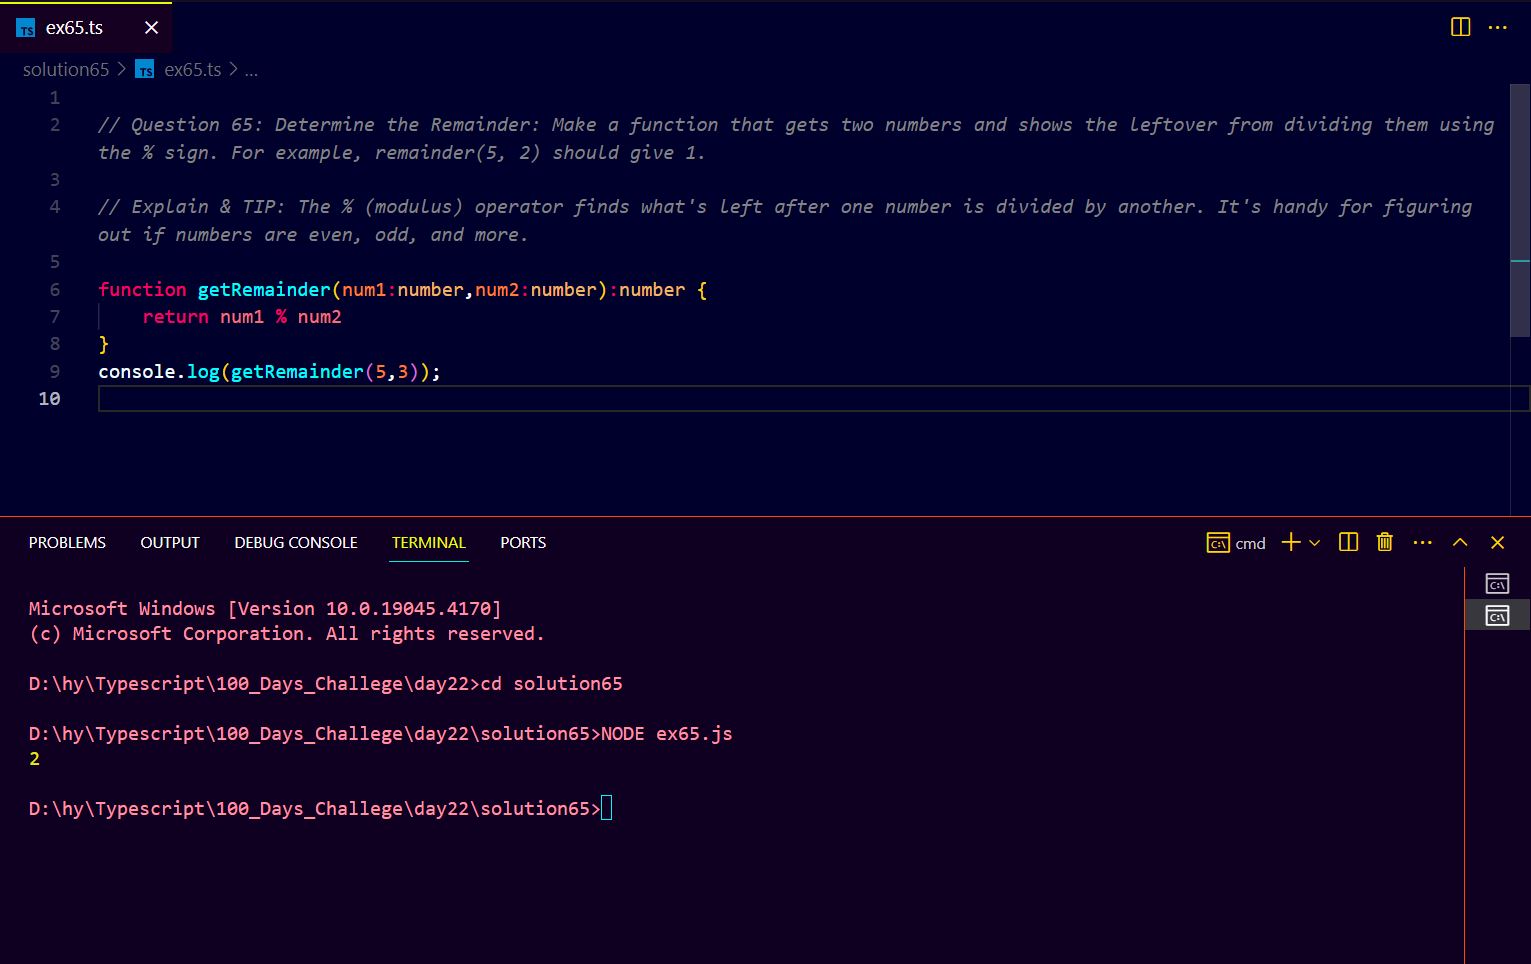 TS ex65.ts
solution65 > TS ex65.ts > ...
1
2 // Question 65: Determine the Remainder: Make a function that gets two numbers and shows the leftover from dividing them using
the % sign. For example, remainder(5, 2) should give 1.
3
4 // Explain & TIP: The % (modulus) operator finds what's left after one number is divided by another. It's handy for figuring
out if numbers are even, odd, and more.
5
6 function getRemainder(num1:number,num2:number):number {
7 return num1 % num2
8 }
9 console.log(getRemainder(5,3));
10
PROBLEMS OUTPUT DEBUG CONSOLE TERMINAL PORTS cmd
Microsoft Windows [Version 10.0.19045.4170]
(c) Microsoft Corporation. All rights reserved.
D:\hy\Typescript\100_Days_Challege\day22>cd solution65
D:\hy\Typescript\100_Days_Challege\day22\solution65>NODE ex65.js
2
D:\hy\Typescript\100_Days_Challege\day22\solution65>